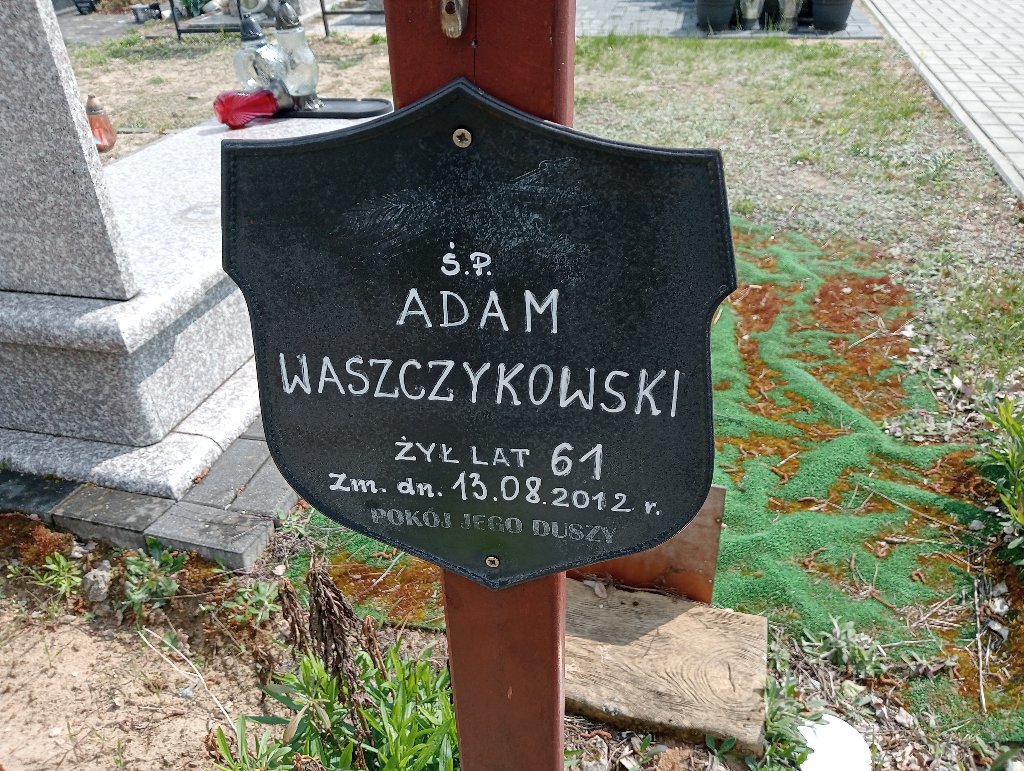 Ś.P.
ADAM
WASZCZYKOWSKI
ŻYŁ LAT 61
Zm. dn. 13.08.2012 r.
POKÓJ JEGO DUSZY